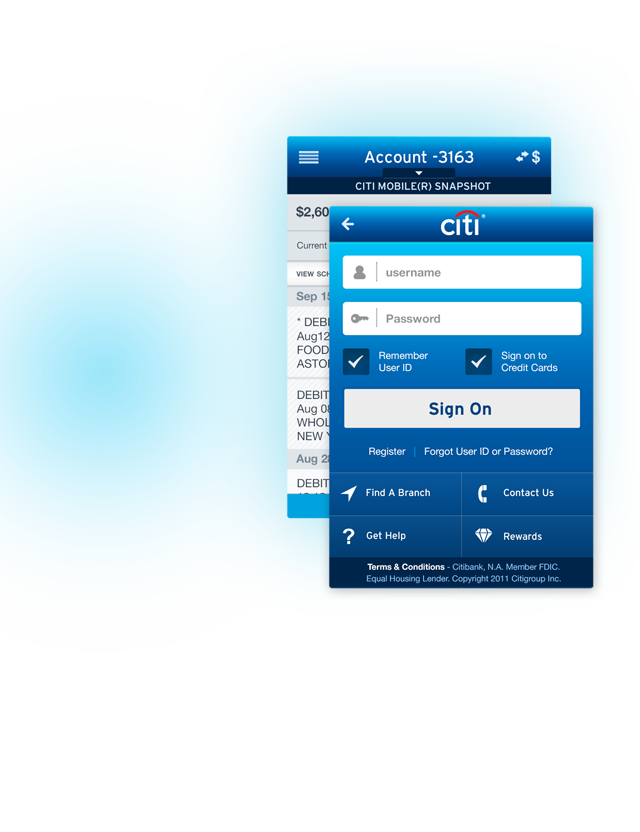 Account -3163
$
CITI MOBILE(R) SNAPSHOT
$2,60
Current
VIEW SCH
Sep 15
* DEBI
Aug12
FOOD
ASTO
DEBIT
Aug 08
WHOL
NEW
Aug 28
DEBIT
citi®
username
Password
Remember
User ID
Sign on to
Credit Cards
Sign On
Register | Forgot User ID or Password?
Find A Branch
Contact Us
? Get Help
Rewards
Terms & Conditions - Citibank, N.A. Member FDIC.
Equal Housing Lender. Copyright 2011 Citigroup Inc.